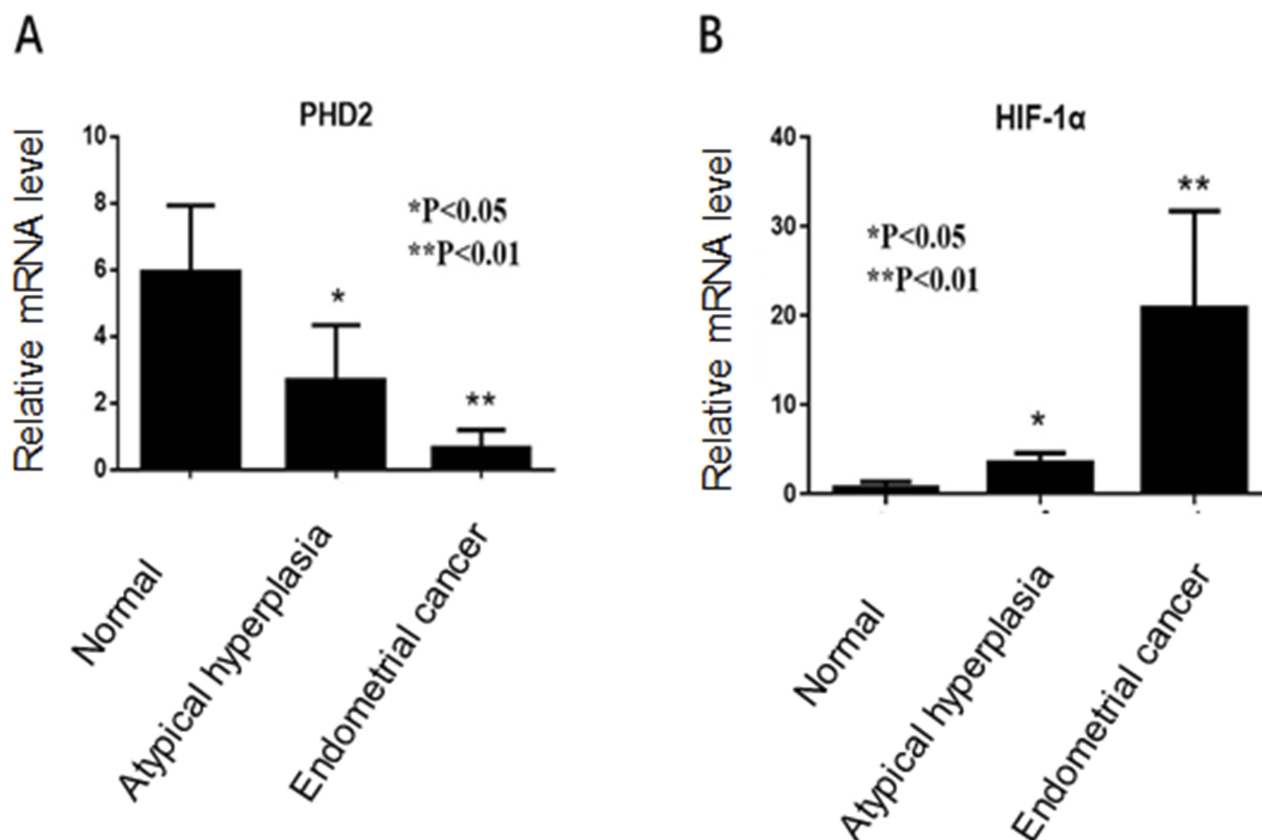 A
PHD2
Relative mRNA level
10
8
6
4
2
0
*P<0.05
**P<0.01
*
**
Normal
Atypical hyperplasia
Endometrial cancer
B
HIF-1α
Relative mRNA level
40
30
20
10
0
*P<0.05
**P<0.01
*
**
Normal
Atypical hyperplasia
Endometrial cancer